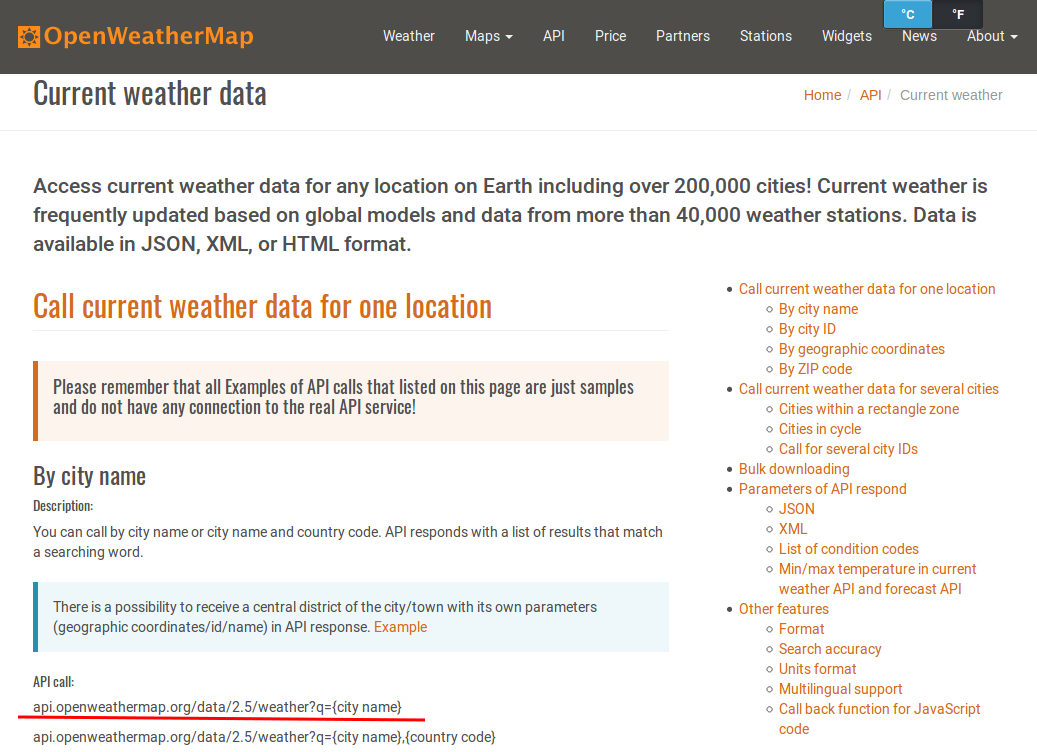 °C °F
OpenWeatherMap Weather Maps API Price Partners Stations Widgets News About
Current weather data
Home / API / Current weather
Access current weather data for any location on Earth including over 200,000 cities! Current weather is
frequently updated based on global models and data from more than 40,000 weather stations. Data is
available in JSON, XML, or HTML format.
Call current weather data for one location
Please remember that all Examples of API calls that listed on this page are just samples
and do not have any connection to the real API service!
By city name
Description:
You can call by city name or city name and country code. API responds with a list of results that match
a searching word.
There is a possibility to receive a central district of the city/town with its own parameters
(geographic coordinates/id/name) in API response. Example
API call:
api.openweathermap.org/data/2.5/weather?q={city name}
api.openweathermap.org/data/2.5/weather?q={city name},{country code}
Call current weather data for one location
By city name
By city ID
By geographic coordinates
By ZIP code
Call current weather data for several cities
Cities within a rectangle zone
Cities in cycle
Call for several city IDs
Bulk downloading
Parameters of API respond
JSON
XML
List of condition codes
Min/max temperature in current
weather API and forecast API
Other features
Format
Search accuracy
Units format
Multilingual support
Call back function for JavaScript
code